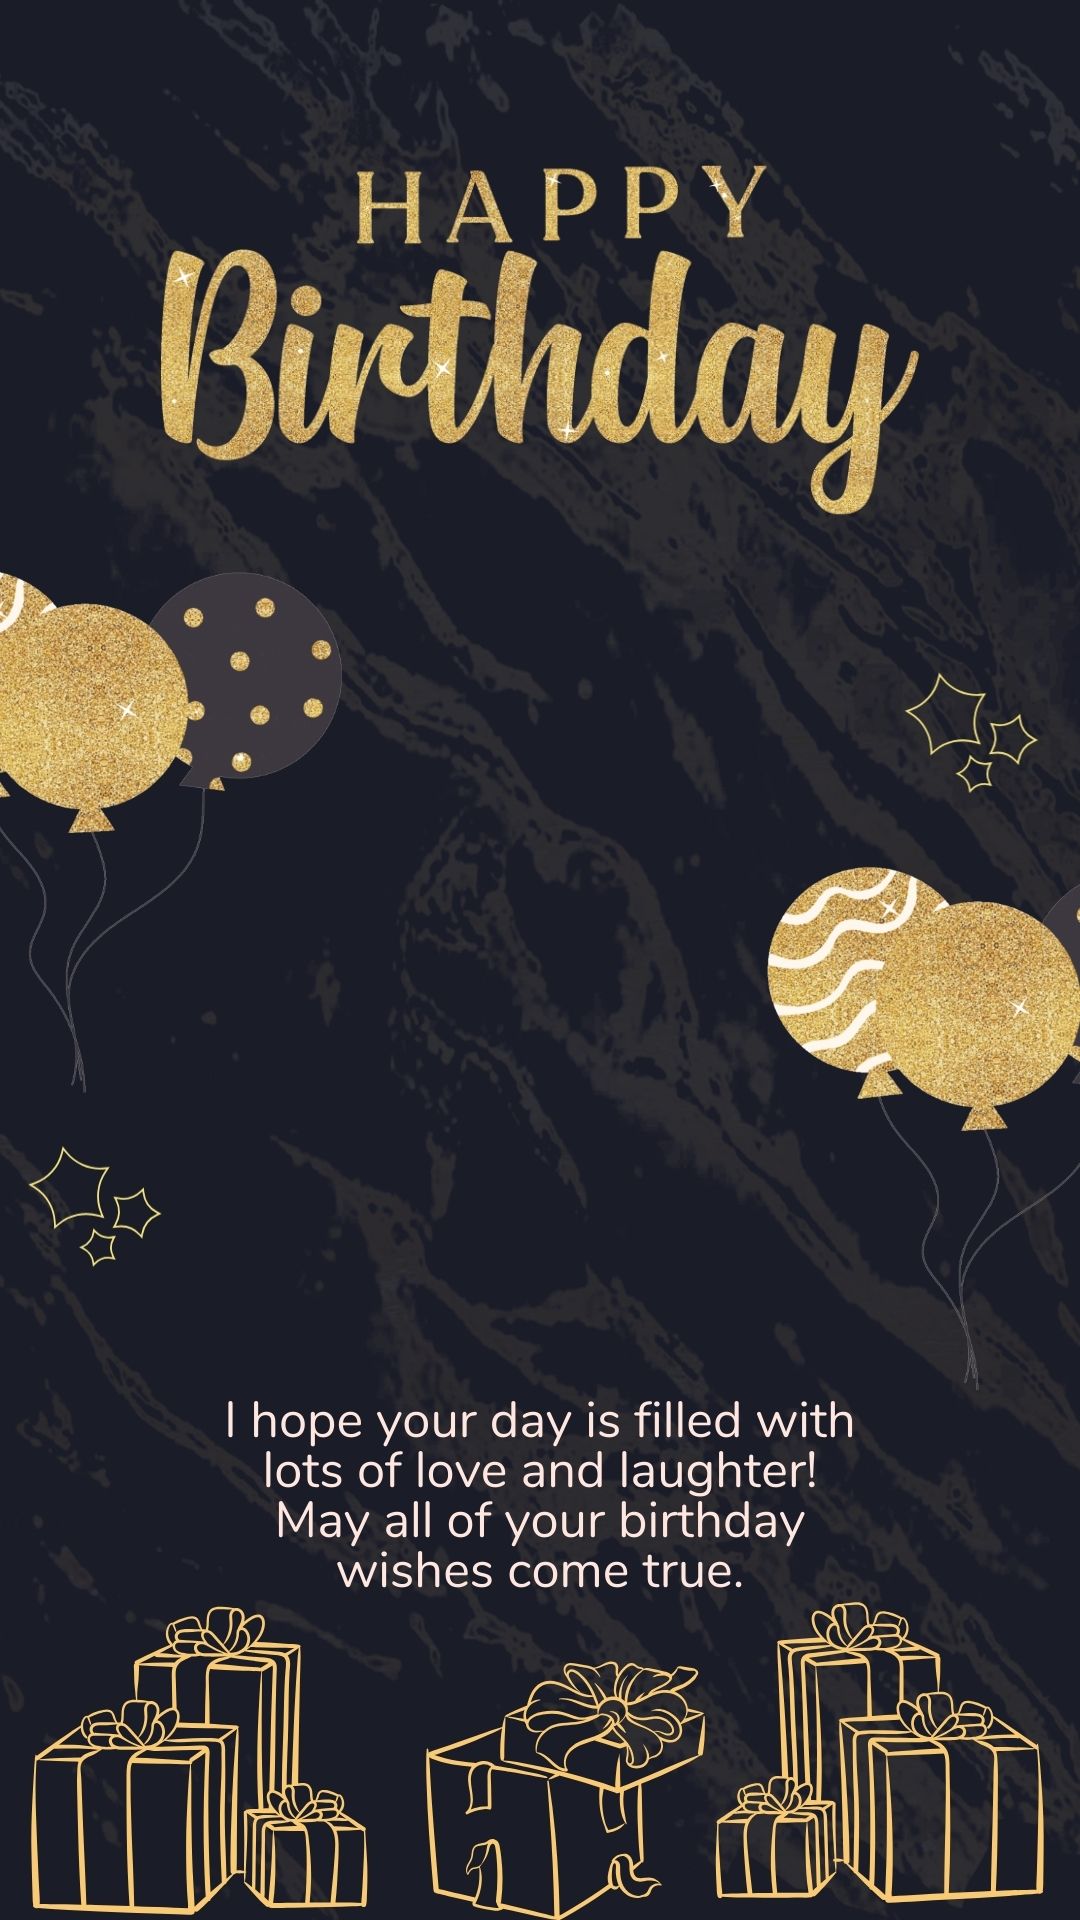 HAPPY
Birthday
I hope your day is filled with
lots of love and laughter!
May all of your birthday
wishes come true.